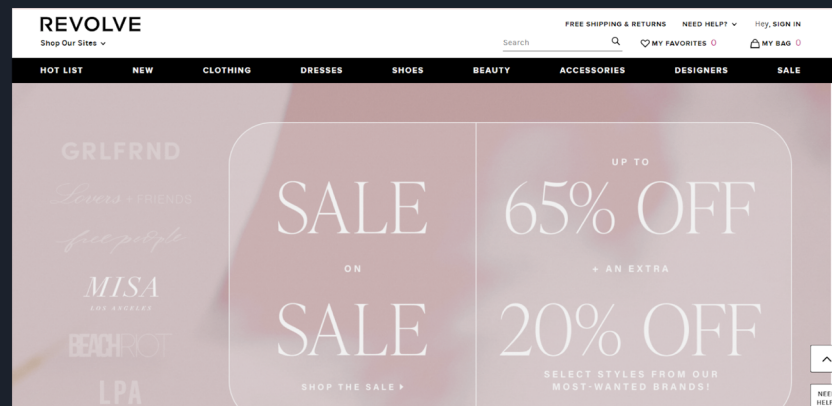 REVOLVE
FREE SHIPPING & RETURNS NEED HELP? Hey, SIGN IN
Shop Our Sites
Search
MY FAVORITES 0 MY BAG 0
HOT LIST NEW CLOTHING DRESSES SHOES BEAUTY ACCESSORIES DESIGNERS SALE
GRLFRND
Lovers + FRIENDS
free people
MISA
LOS ANGELES
BEACH RIOT
LPA
SALE
ON
SALE
SHOP THE SALE
UP TO
65% OFF
+ AN EXTRA
20% OFF
SELECT STYLES FROM OUR
MOST-WANTED BRANDS!
NEED
HELP